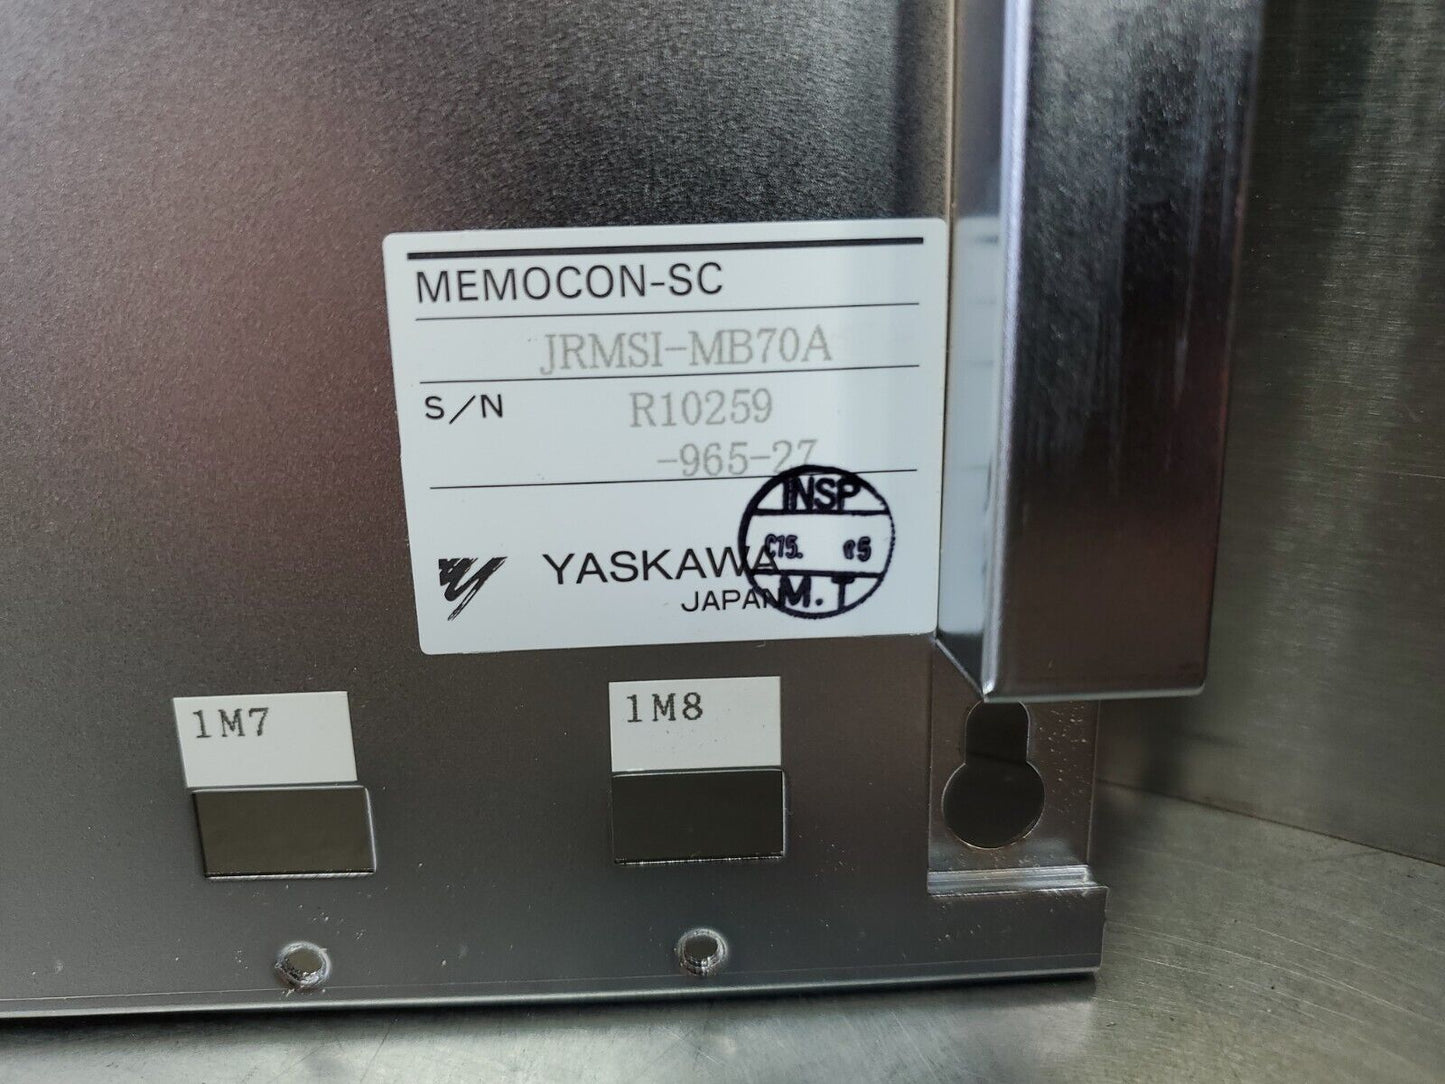 MEMOCON-SC
JRMSI-MB70A
S/N R10259
-965-27
INSP
YASKAWA
JAPAN
M.T
1M7
1M8